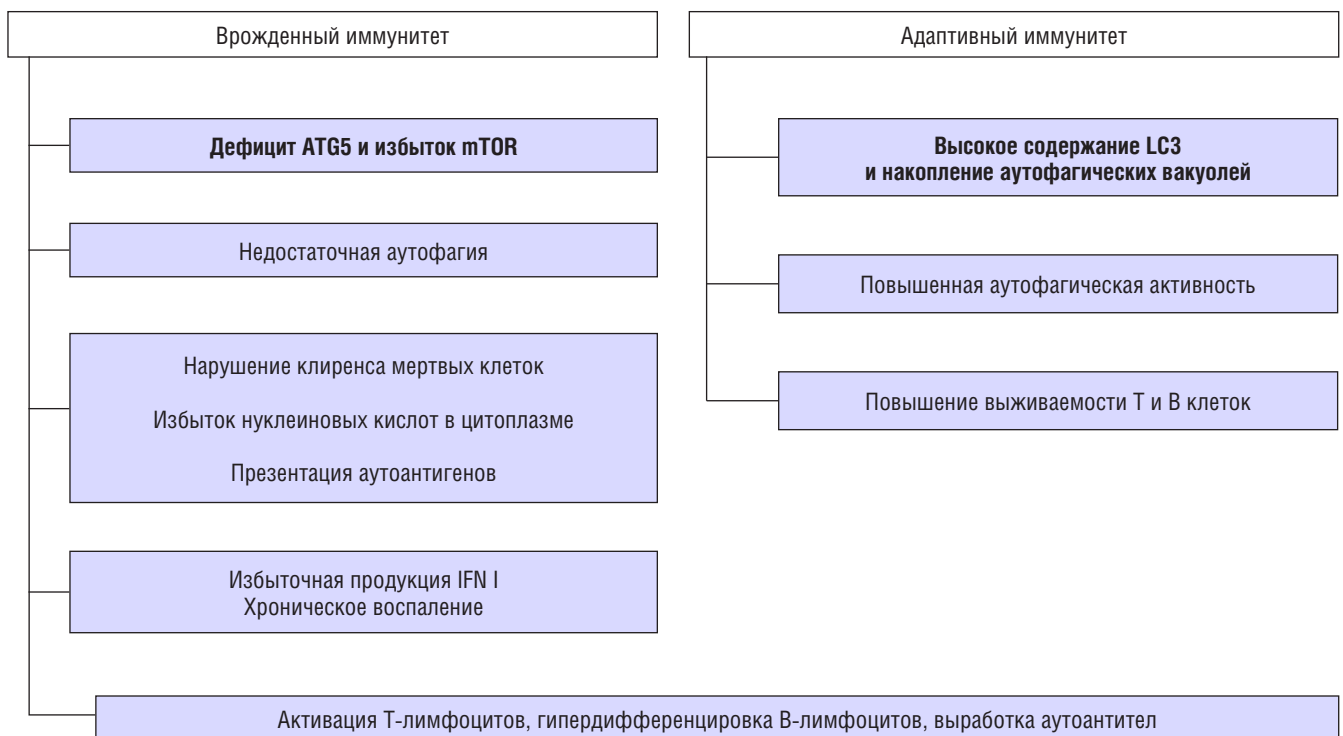 Врожденный иммунитет
Дефицит ATG5 и избыток mTOR
Недостаточная аутофагия
Нарушение клиренса мертвых клеток
Избыток нуклеиновых кислот в цитоплазме
Презентация аутоантигенов
Избыточная продукция IFN I
Хроническое воспаление
Адаптивный иммунитет
Высокое содержание LC3
и накопление аутофагических вакуолей
Повышенная аутофагическая активность
Повышение выживаемости Т и В клеток
Активация Т-лимфоцитов, гипердифференцировка В-лимфоцитов, выработка аутоантител